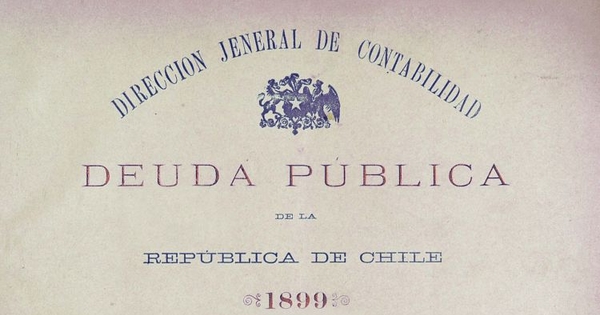 DIRECCION JENERAL DE CONTABILIDAD
DEUDA PÚBLICA
DE LA
REPÚBLICA DE CHILE
1899